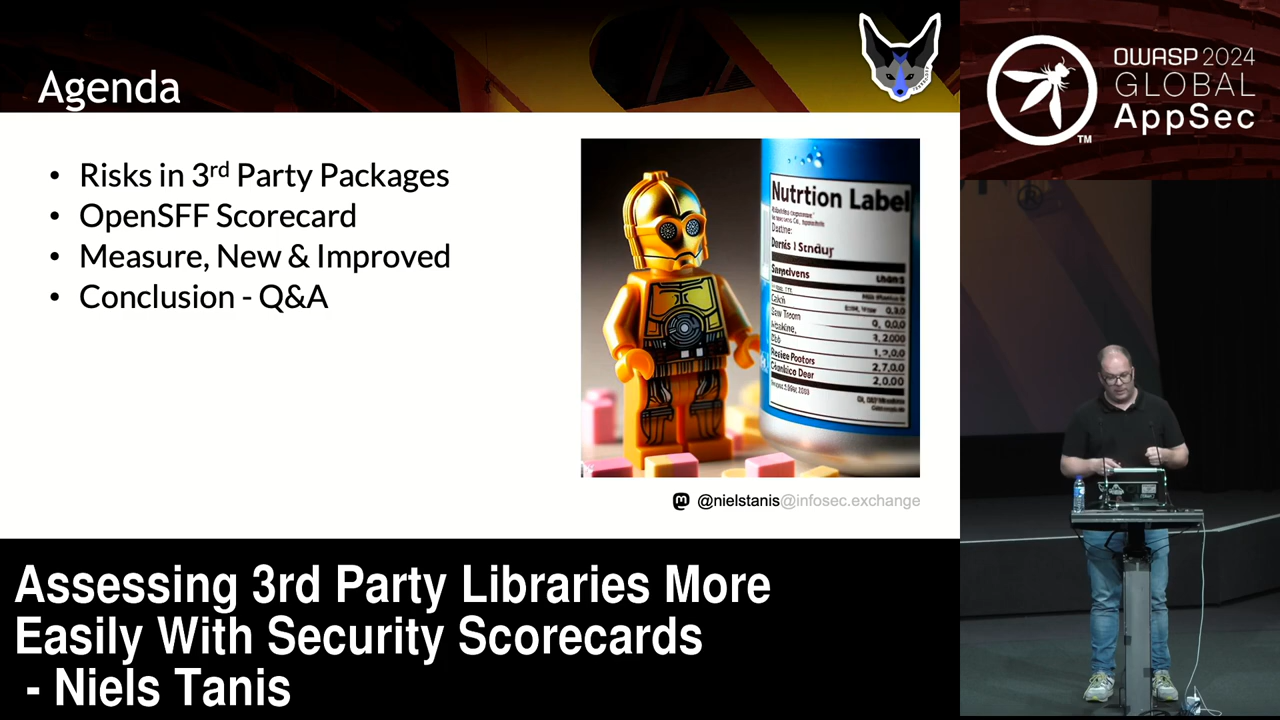 Agenda
• Risks in 3rd Party Packages
• OpenSFF Scorecard
• Measure, New & Improved
• Conclusion - Q&A
Nutrtion Label
@nielstanis@infosec.exchange
OWASP 2024
GLOBAL
AppSec
TM
Assessing 3rd Party Libraries More
Easily With Security Scorecards
- Niels Tanis